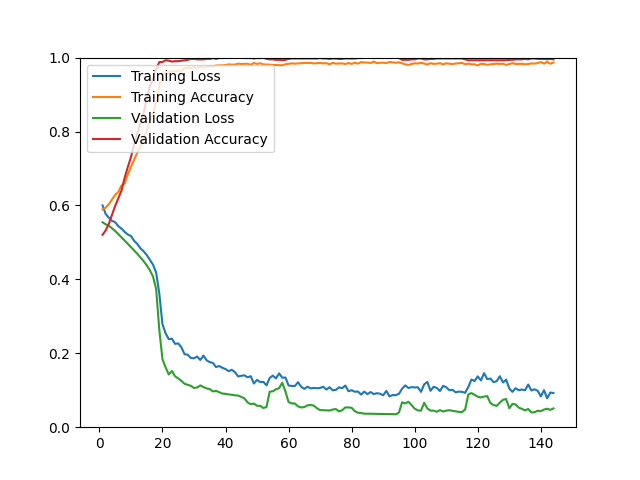 1.0
0.8
0.6
0.4
0.2
0.0
Training Loss
Training Accuracy
Validation Loss
Validation Accuracy
0 20 40 60 80 100 120 140